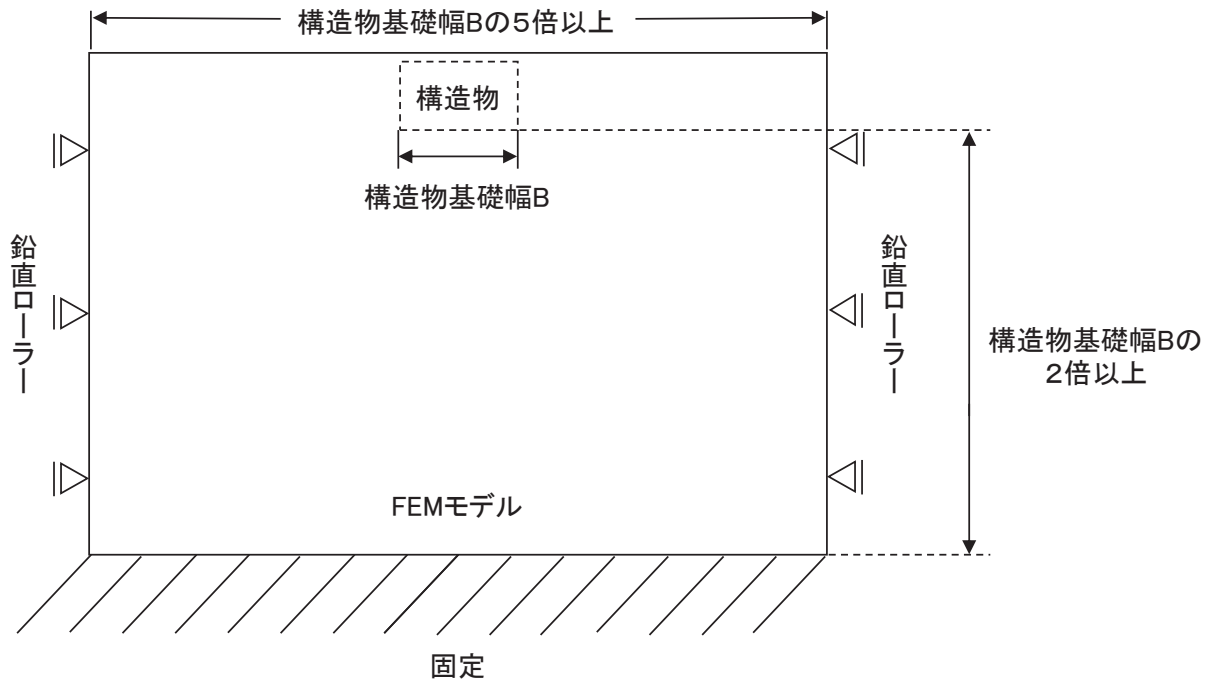 構造物基礎幅Bの５倍以上
構造物
構造物基礎幅B
鉛直ローラー
鉛直ローラー
構造物基礎幅Bの
２倍以上
FEMモデル
固定